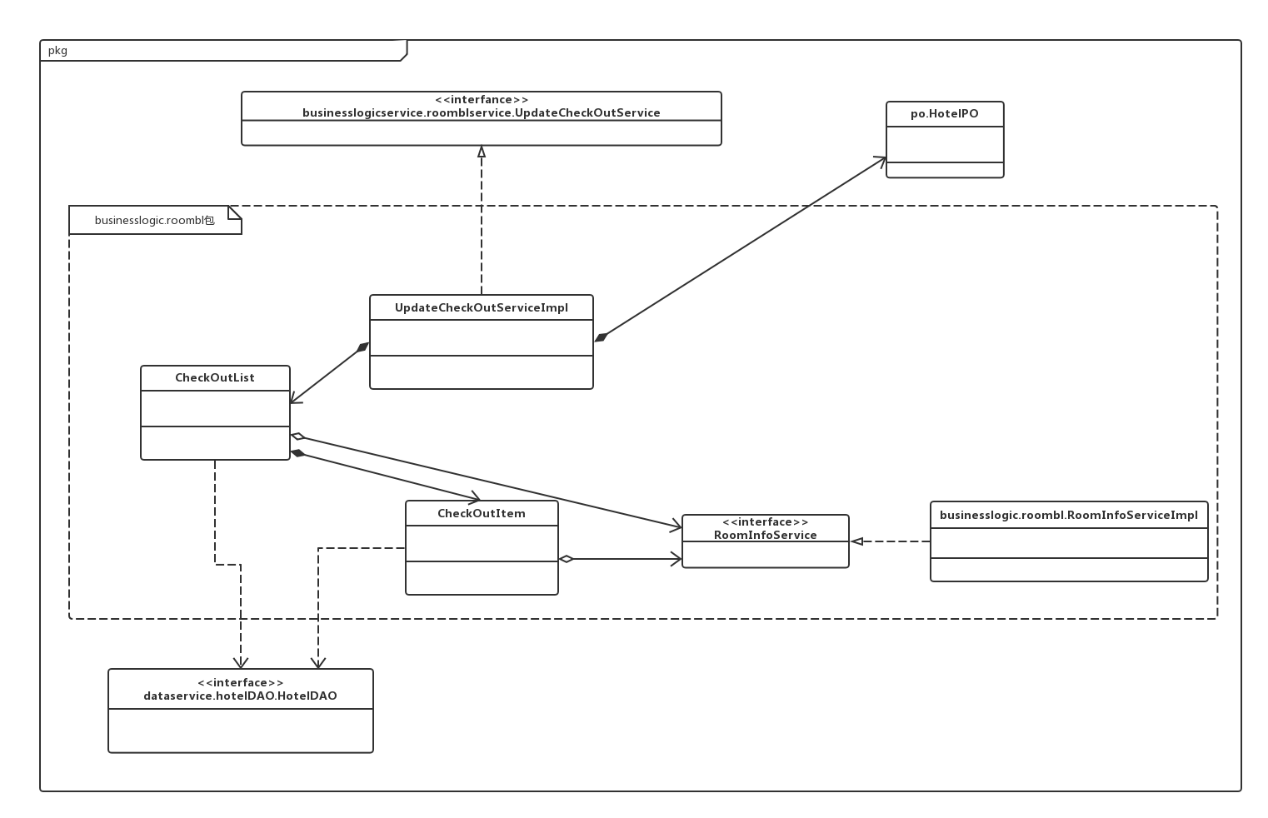 pkg
<<interfance>>
businesslogicservice.roomblservice.UpdateCheckOutService
po.HotelPO
businesslogic.roombl包
UpdateCheckOutServiceImpl
CheckOutList
CheckOutItem
<<interface>>
RoomInfoService
businesslogic.roombl.RoomInfoServiceImpl
<<interface>>
dataservice.hotelDAO.HotelDAO